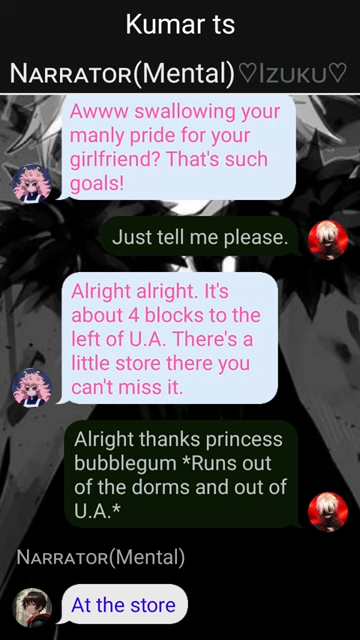 Kumar ts
Narrator(Mental)♡Izuku♡
Awww swallowing your
manly pride for your
girlfriend? That's such
goals!
Just tell me please.
Alright alright. It's
about 4 blocks to the
left of U.A. There's a
little store there you
can't miss it.
Alright thanks princess
bubblegum *Runs out
of the dorms and out of
U.A.*
Narrator(Mental)
At the store